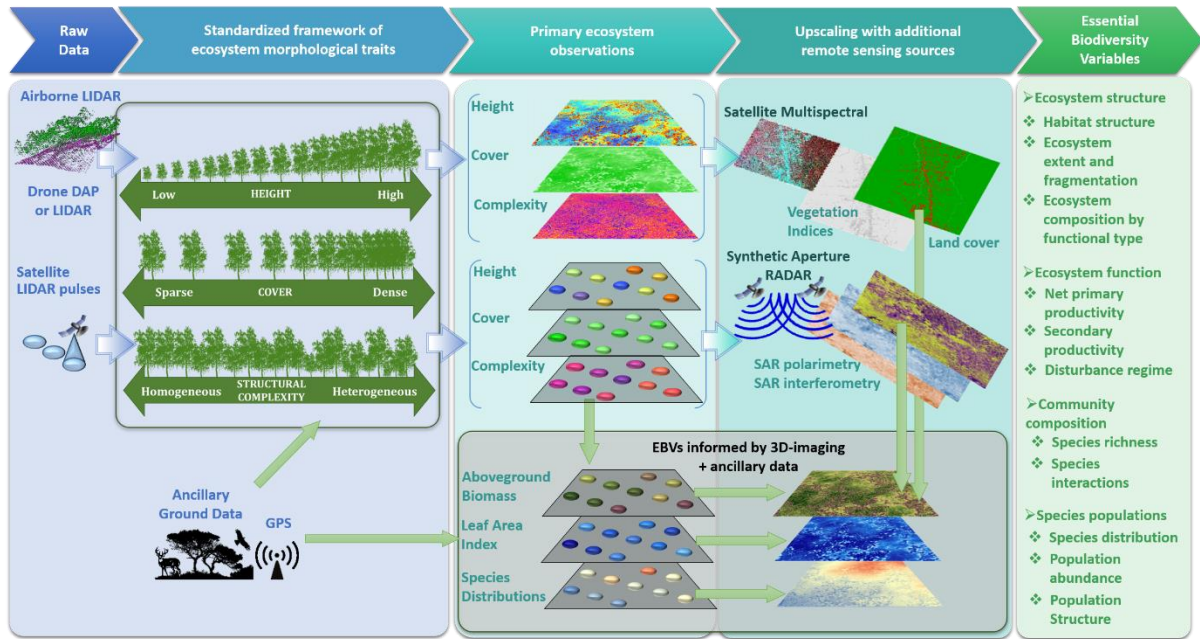 Raw
Data
Standardized framework of
ecosystem morphological traits
Primary ecosystem
observations
Upscaling with additional
remote sensing sources
Essential
Biodiversity
Variables
Airborne LIDAR
Drone DAP
or LIDAR
Satellite
LIDAR pulses
Low HEIGHT High
Sparse COVER Dense
Homogeneous STRUCTURAL COMPLEXITY Heterogeneous
Ancillary
Ground Data
GPS
Height
Cover
Complexity
Height
Cover
Complexity
Satellite Multispectral
Vegetation
Indices
Land cover
Synthetic Aperture
RADAR
SAR polarimetry
SAR interferometry
EBVs informed by 3D-imaging
+ ancillary data
Aboveground
Biomass
Leaf Area
Index
Species
Distributions
➢Ecosystem structure
❖ Habitat structure
❖ Ecosystem
extent and
fragmentation
❖ Ecosystem
composition by
functional type
➢Ecosystem function
❖ Net primary
productivity
❖ Secondary
productivity
❖ Disturbance regime
➢Community
composition
❖ Species richness
❖ Species
interactions
➢Species populations
❖ Species distribution
❖ Population
abundance
❖ Population
Structure